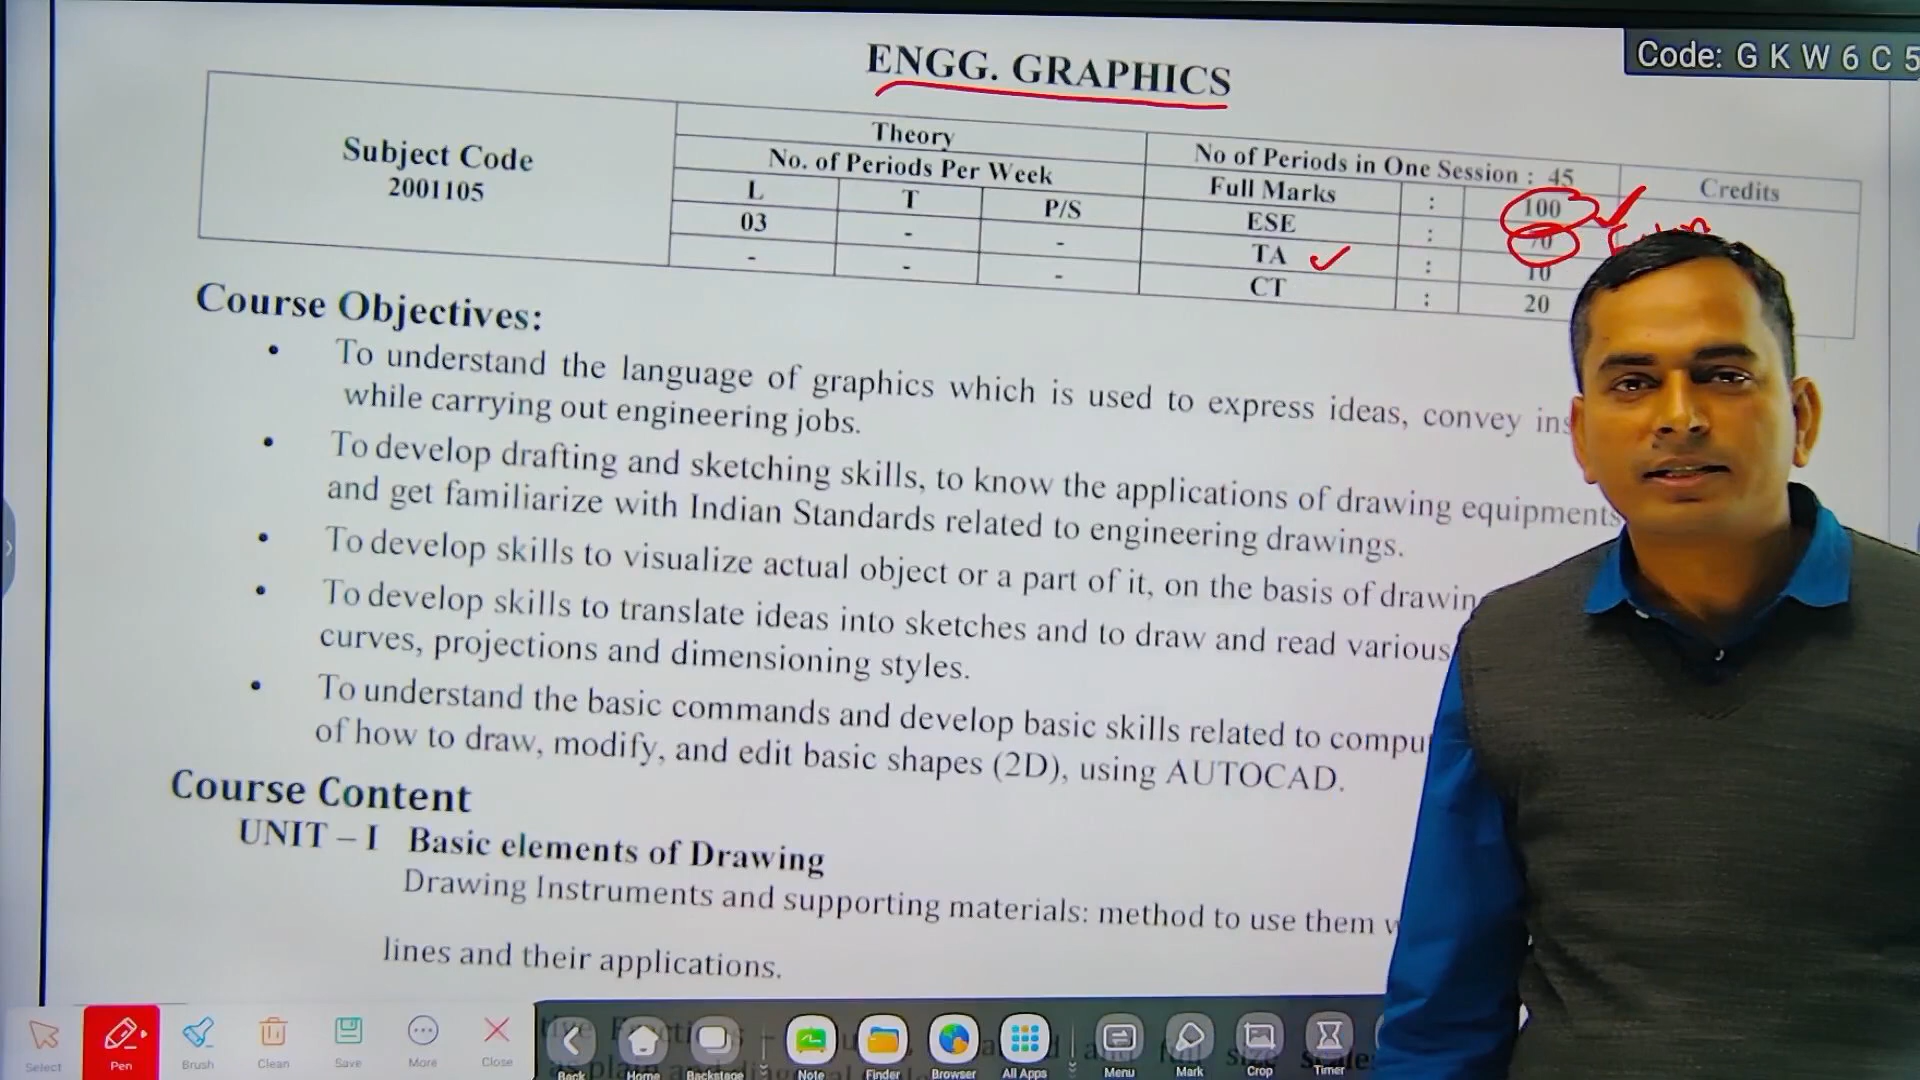 Code: G K W 6 C 5
ENGG. GRAPHICS
Subject Code
2001105
Theory
No. of Periods Per Week
L T P/S
03 - -
- - -
No of Periods in One Session : 45
Credits
Full Marks : 100
ESE : 70
TA : 10
CT : 20
Course Objectives:
• To understand the language of graphics which is used to express ideas, convey
while carrying out engineering jobs.
• To develop drafting and sketching skills, to know the applications of drawing equipments
and get familiarize with Indian Standards related to engineering drawings.
• To develop skills to visualize actual object or a part of it, on the basis of
• To develop skills to translate ideas into sketches and to draw and read various
curves, projections and dimensioning styles.
• To understand the basic commands and develop basic skills related to
of how to draw, modify, and edit basic shapes (2D), using AUTOCAD.
Course Content
UNIT – I Basic elements of Drawing
Drawing Instruments and supporting materials: method to use them
lines and their applications.
size scale:
Select Pen Brush Clean Save More Close
Back Home Backstage Note Finder Browser All Apps Menu Mark Crop Timer